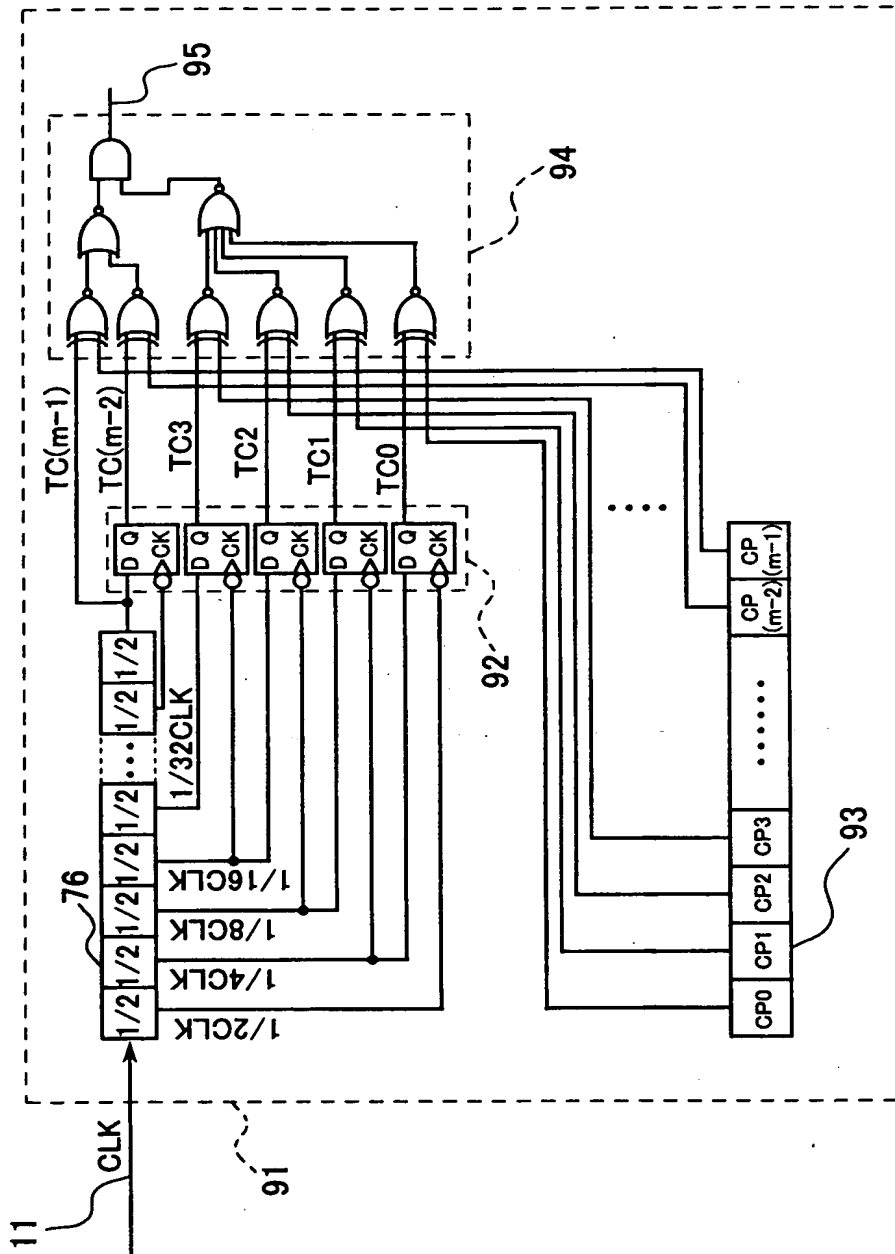 95
94
TC(m-1)
TC(m-2)
TC3
TC2
TC1
TC0
D Q
CK
D Q
CK
D Q
CK
D Q
CK
D Q
CK
92
76
1/2
1/2
1/2
1/2
1/2
•••
1/2
1/2
1/2CLK
1/4CLK
1/8CLK
1/16CLK
1/32CLK
11
CLK
91
CP0
CP1
CP2
CP3
•••••••
CP
(m-2)
CP
(m-1)
•••••
93